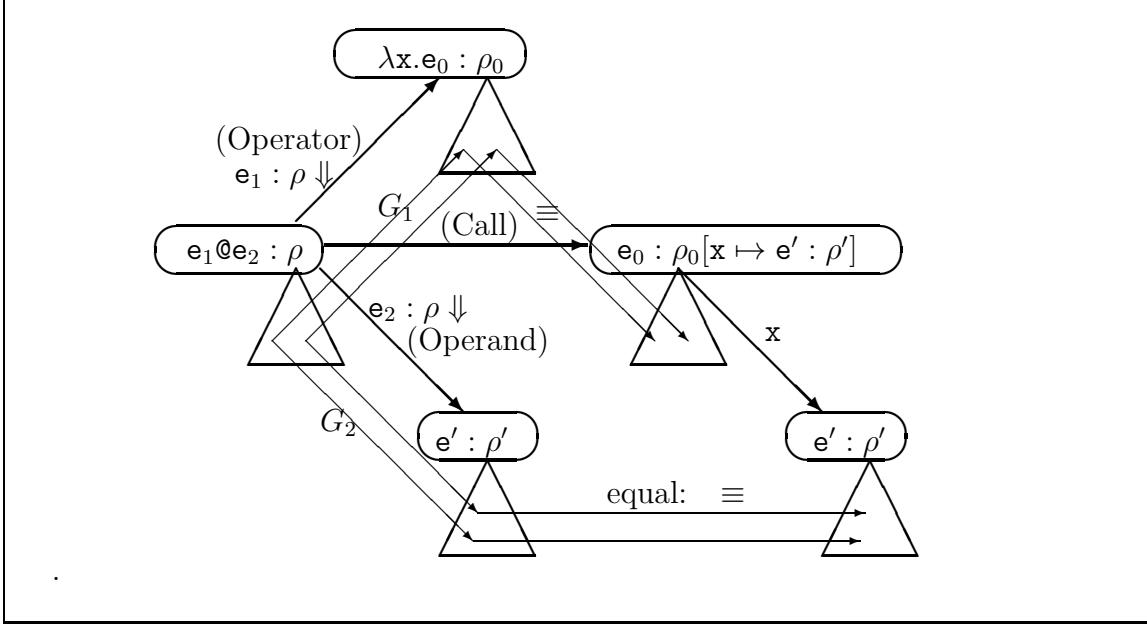 λx.e₀ : ρ₀
(Operator)
e₁ : ρ ⇓
G₁
(Call)
≡
e₁@e₂ : ρ
e₀ : ρ₀[x ↦ e′ : ρ′]
e₂ : ρ ⇓
(Operand)
x
G₂
e′ : ρ′
e′ : ρ′
equal: ≡
.